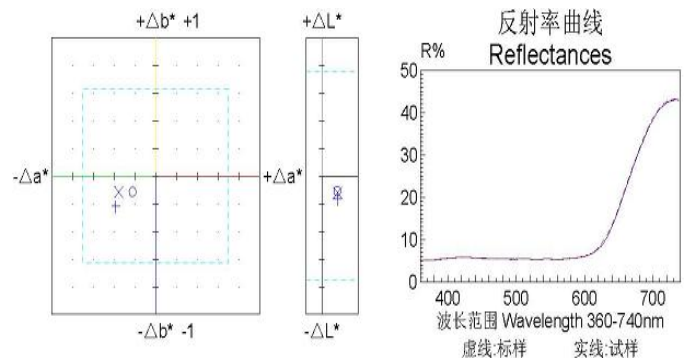 +△b* +1
+△L*
-△a*
+△a*
-△b* -1
-△L*
反射率曲线
R% Reflectances
50
40
30
20
10
0
400 500 600 700
波长范围 Wavelength 360-740nm
虚线:标样 实线:试样